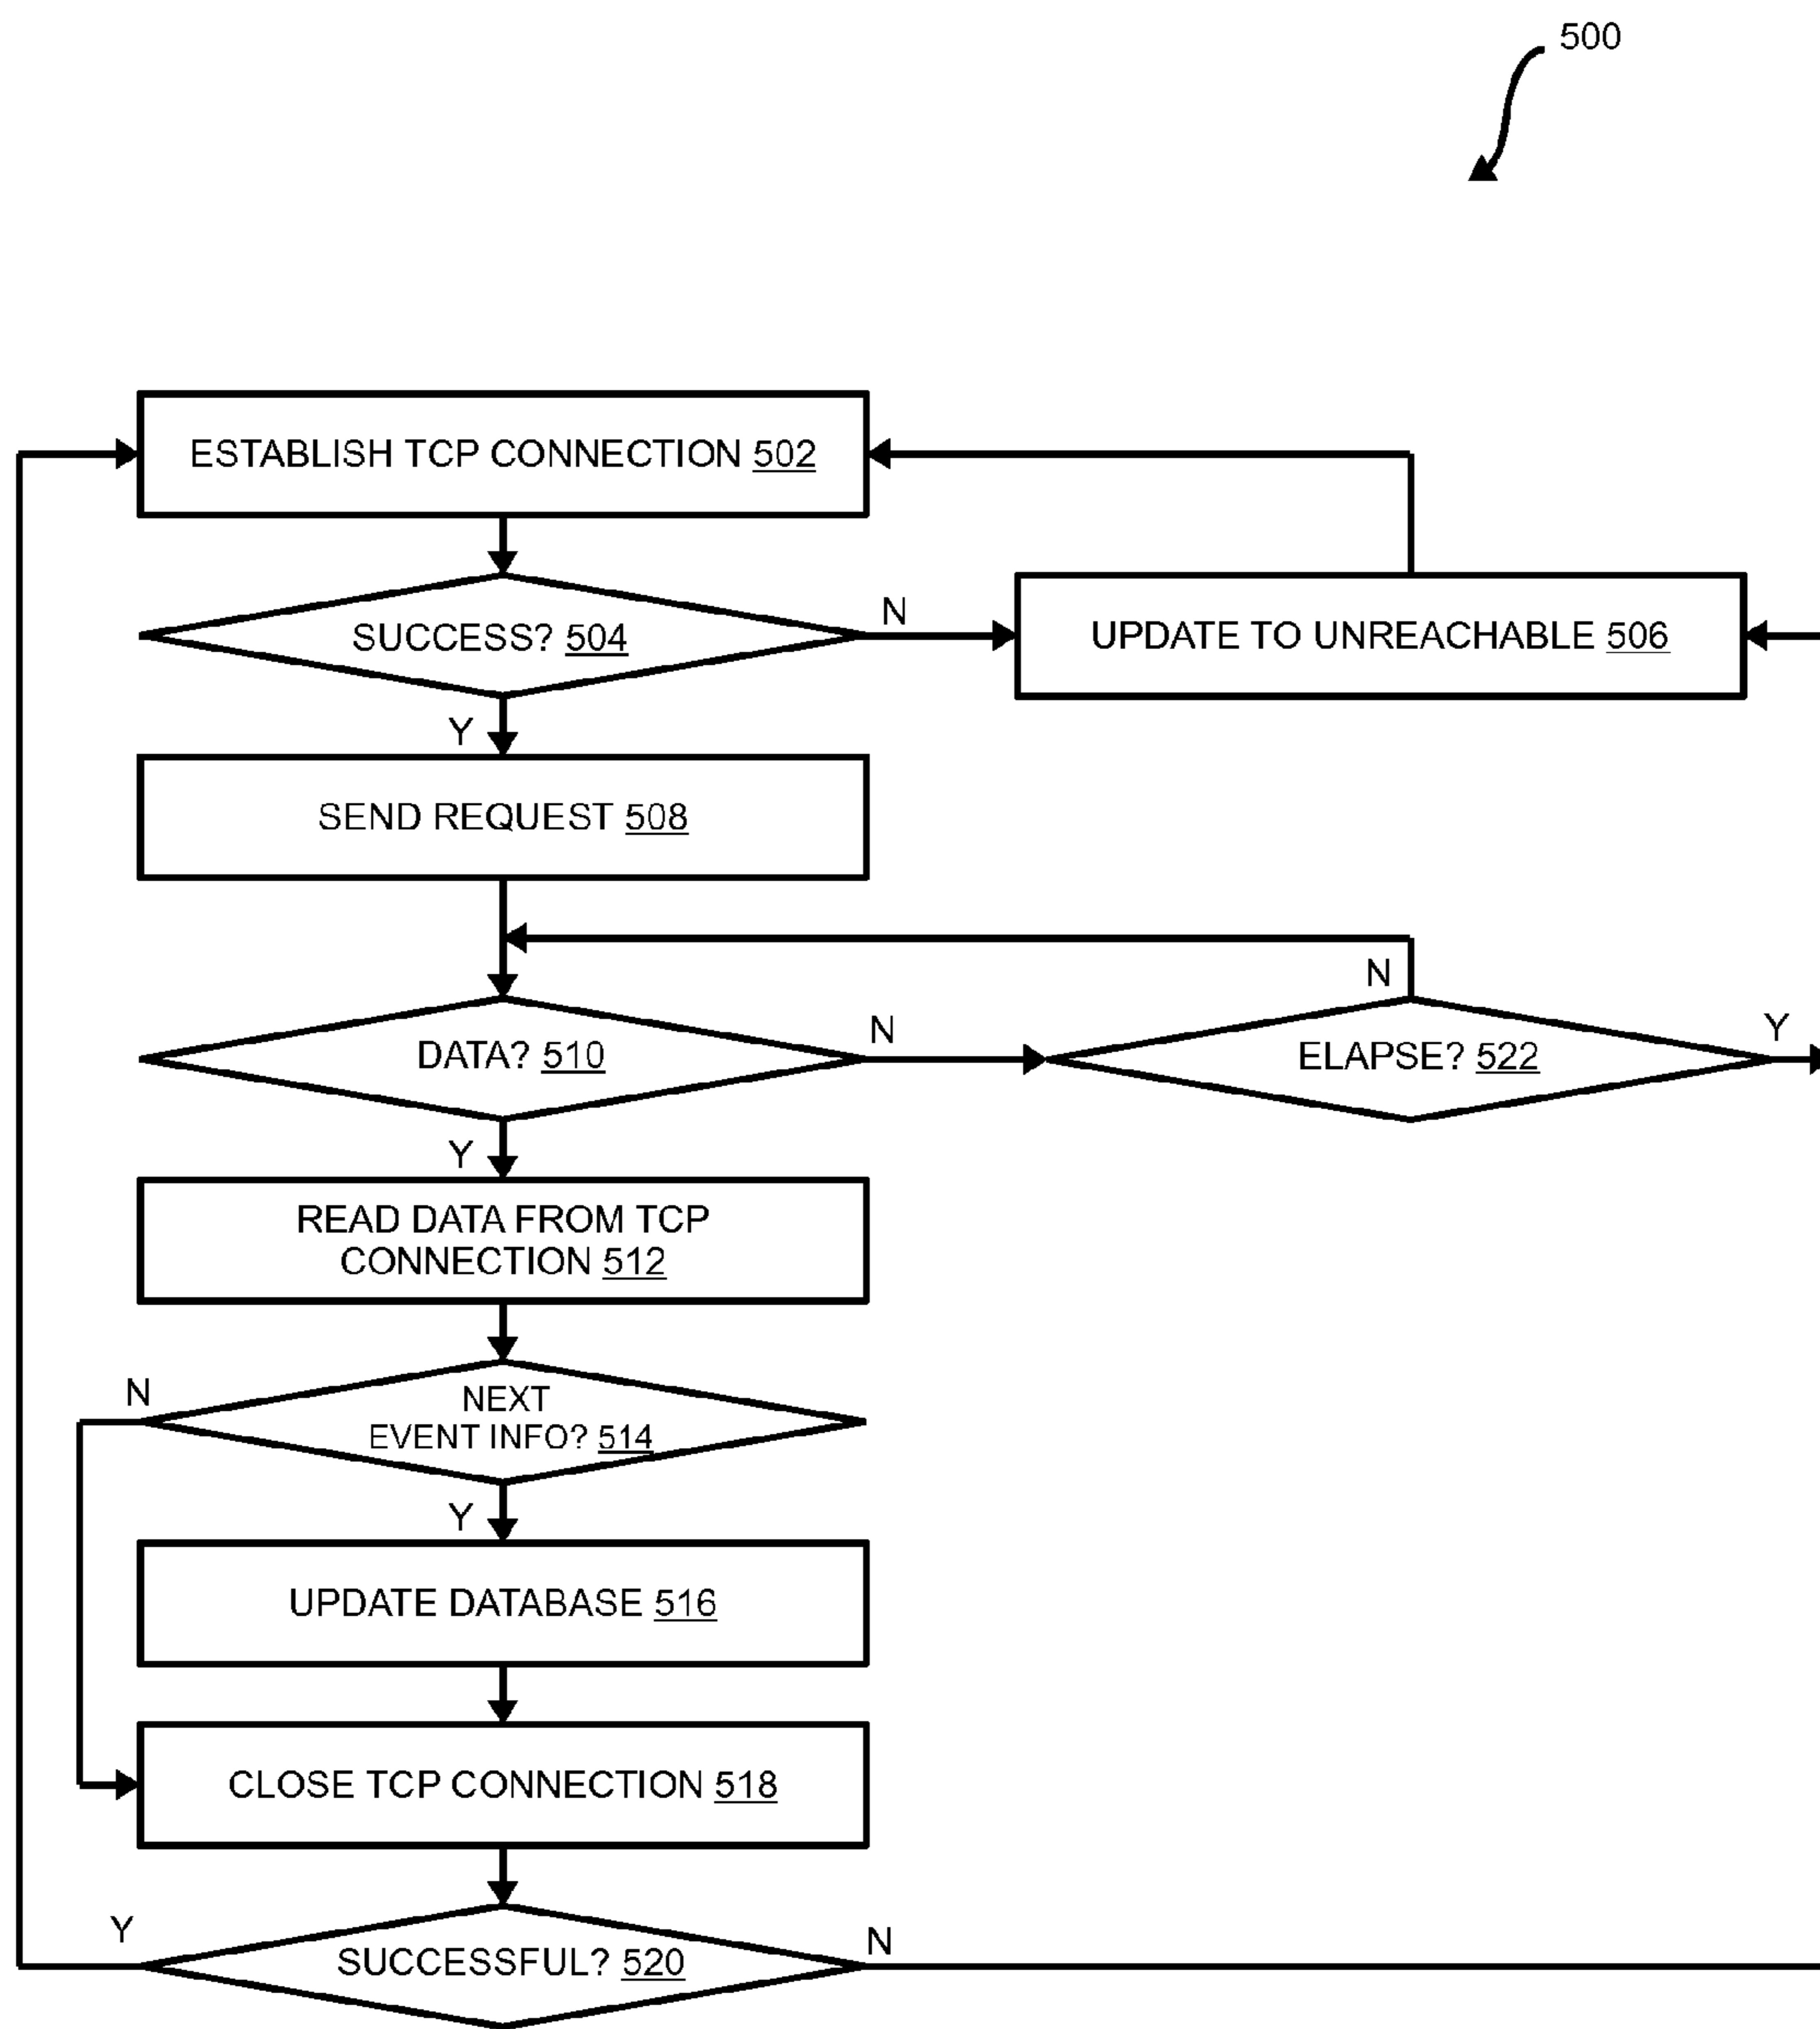 500
ESTABLISH TCP CONNECTION 502
SUCCESS? 504
N
UPDATE TO UNREACHABLE 506
Y
SEND REQUEST 508
N
DATA? 510
N
ELAPSE? 522
Y
Y
READ DATA FROM TCP
CONNECTION 512
N
NEXT
EVENT INFO? 514
Y
UPDATE DATABASE 516
CLOSE TCP CONNECTION 518
Y
SUCCESSFUL? 520
N